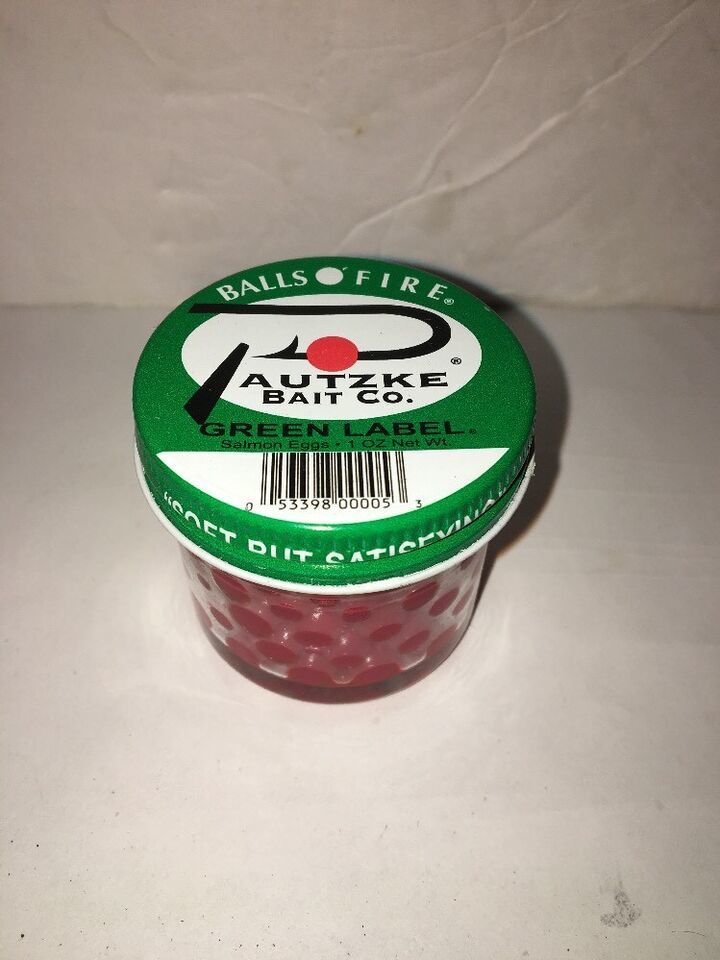 BALLS O' FIRE®
PAUTZKE®
BAIT CO.
GREEN LABEL®
Salmon Eggs • 1 OZ Net Wt.
0 53398 00005 3
"SOFT BUT SATISFYING"